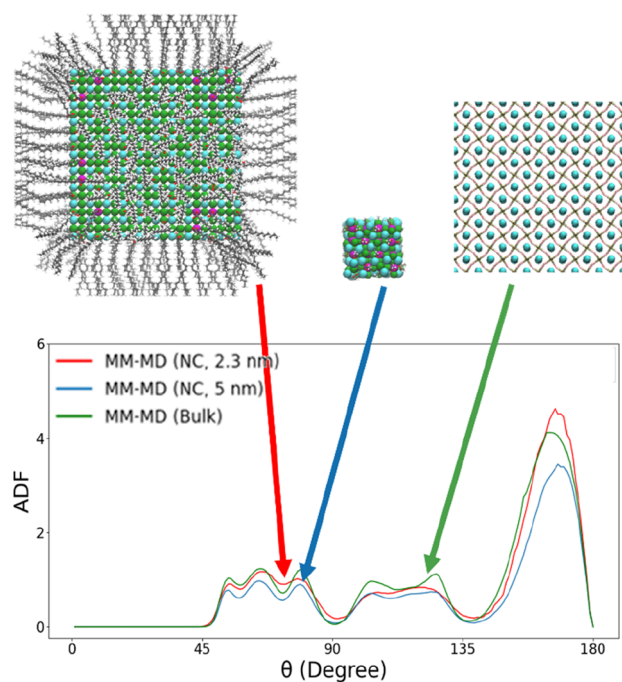 6
MM-MD (NC, 2.3 nm)
MM-MD (NC, 5 nm)
MM-MD (Bulk)
4
ADF
2
0
0 45 90 135 180
θ (Degree)